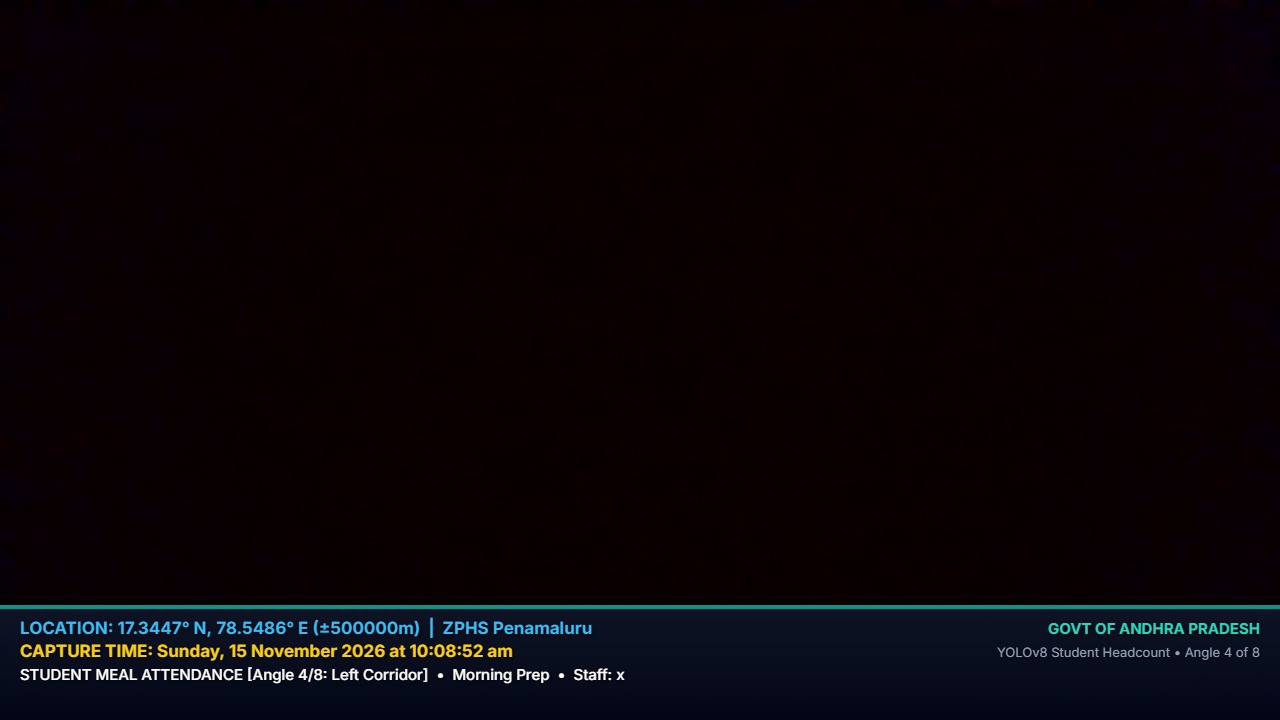 LOCATION: 17.3447° N, 78.5486° E (±500000m) | ZPHS Penamaluru
CAPTURE TIME: Sunday, 15 November 2026 at 10:08:52 am
STUDENT MEAL ATTENDANCE [Angle 4/8: Left Corridor] • Morning Prep • Staff: x
GOVT OF ANDHRA PRADESH
YOLOv8 Student Headcount • Angle 4 of 8